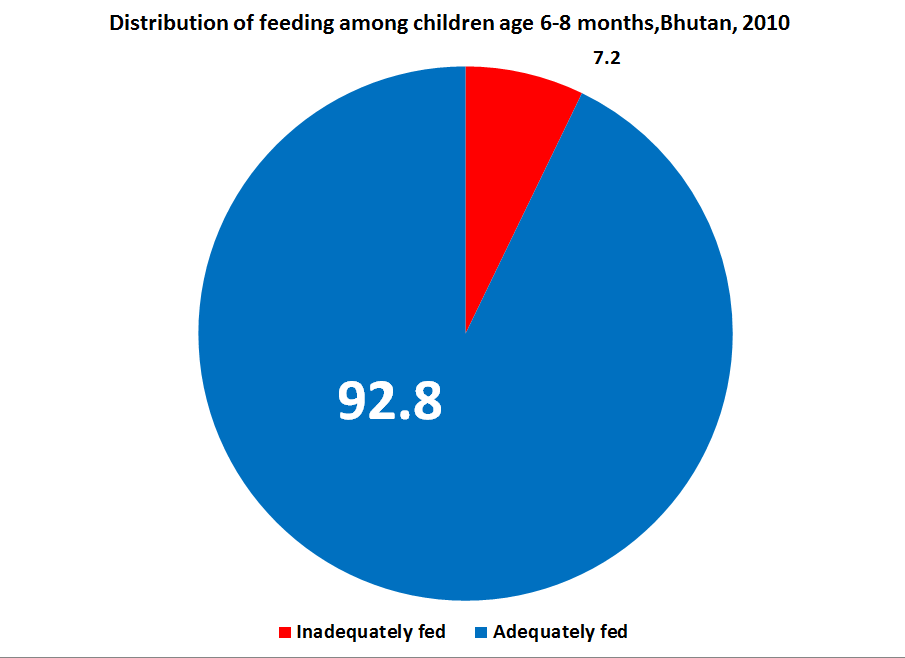 Distribution of feeding among children age 6-8 months,Bhutan, 2010
7.2
92.8
Inadequately fed Adequately fed